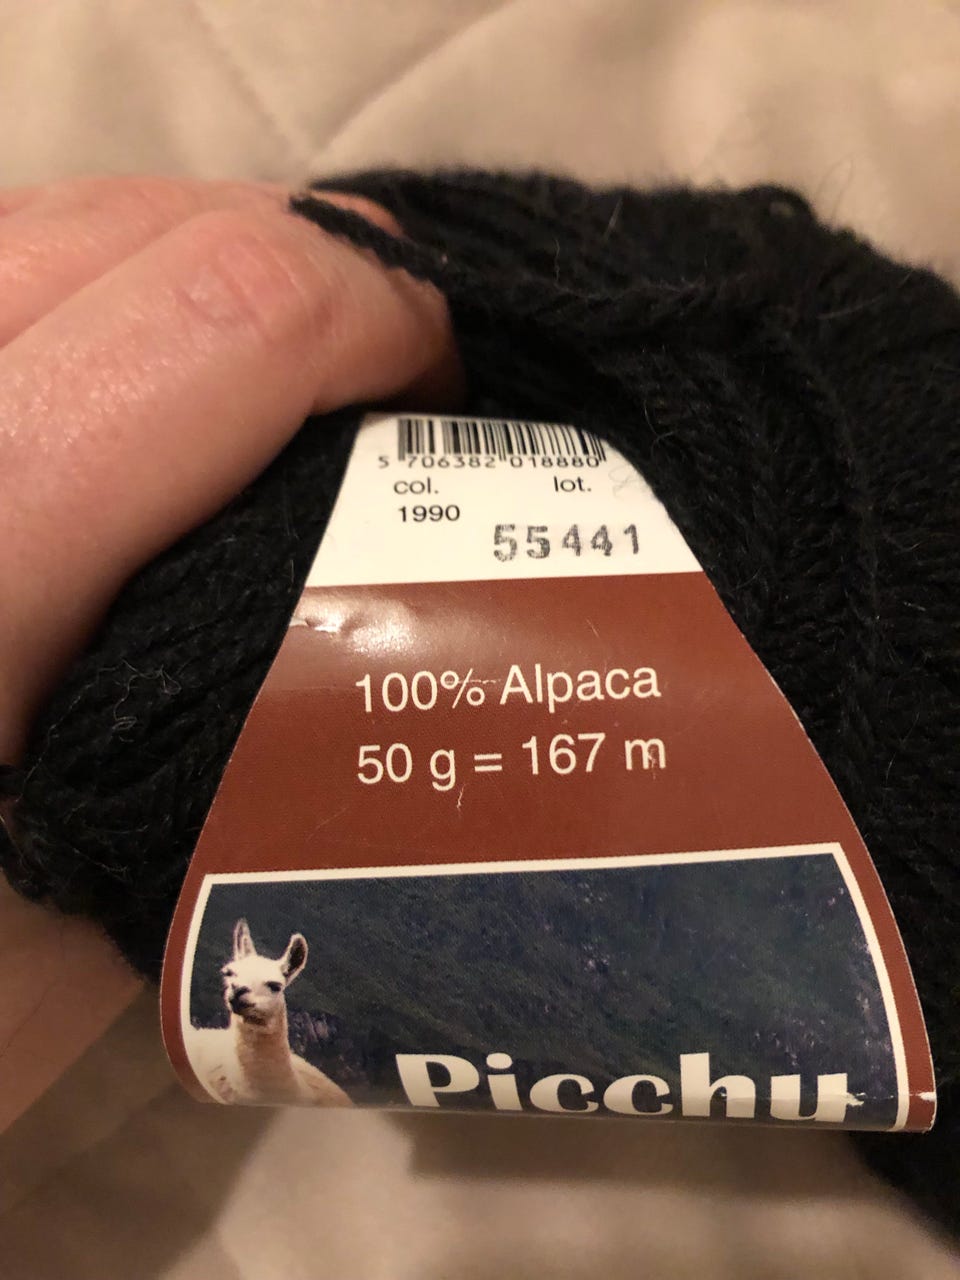 5 706382 018880
col. lot.
1990
55441
100% Alpaca
50 g = 167 m
Picchu